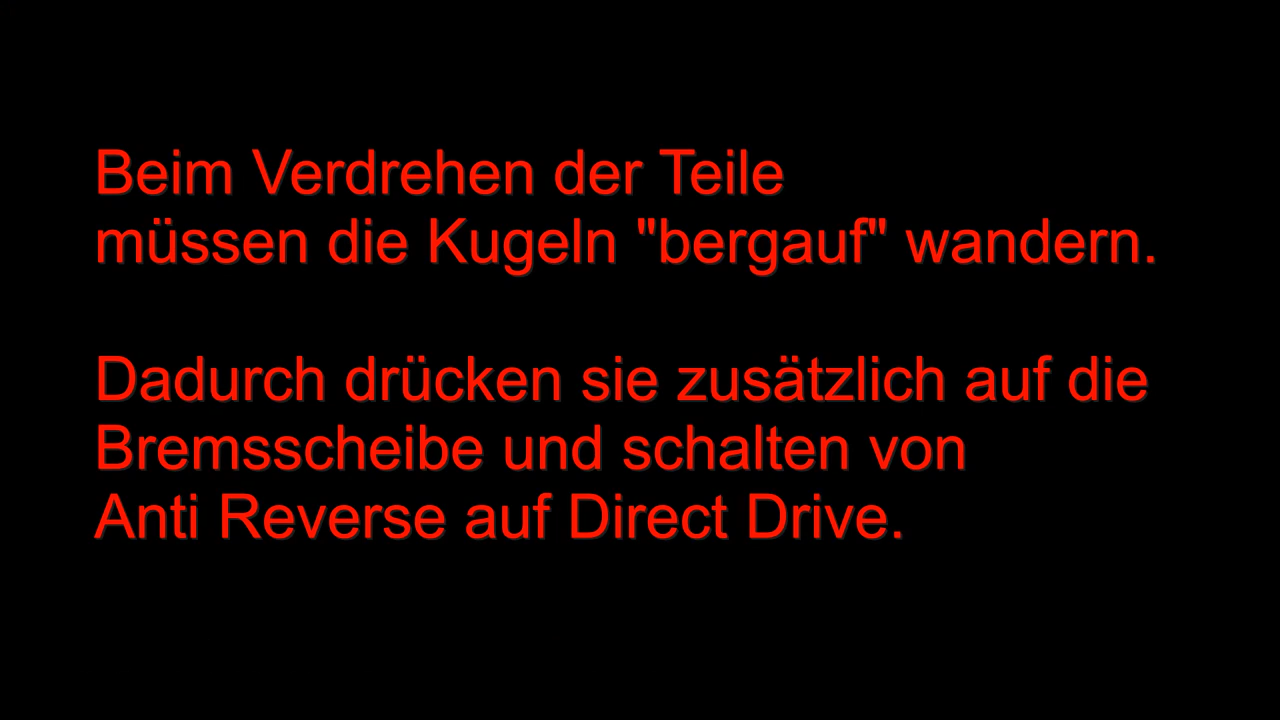 Beim Verdrehen der Teile
müssen die Kugeln "bergauf" wandern.
Dadurch drücken sie zusätzlich auf die
Bremsscheibe und schalten von
Anti Reverse auf Direct Drive.